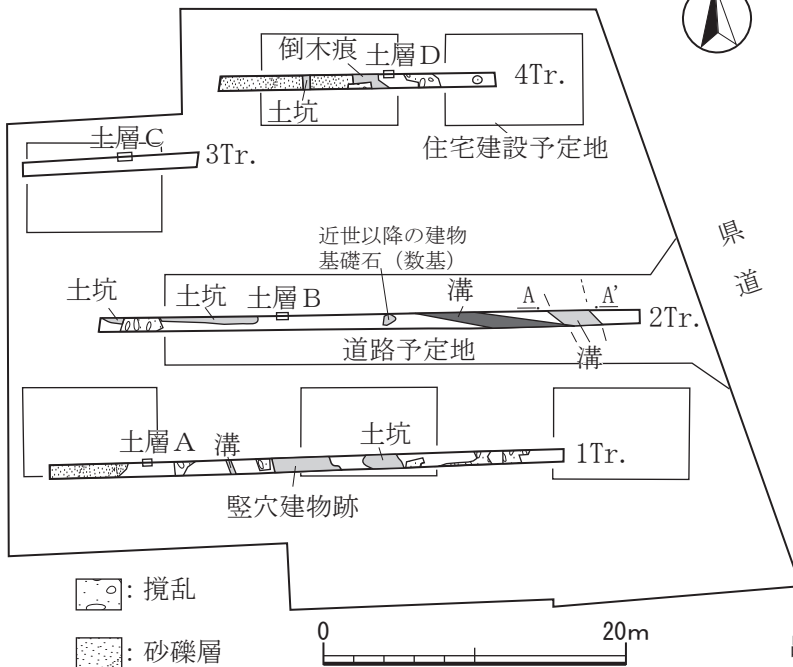 倒木痕
土層D
4Tr.
土坑
住宅建設予定地
土層C
3Tr.
県道
近世以降の建物
基礎石（数基）
土坑
土坑
土層B
溝
A
A'
2Tr.
道路予定地
溝
土層A
溝
土坑
1Tr.
竪穴建物跡
：撹乱
：砂礫層
0
20m